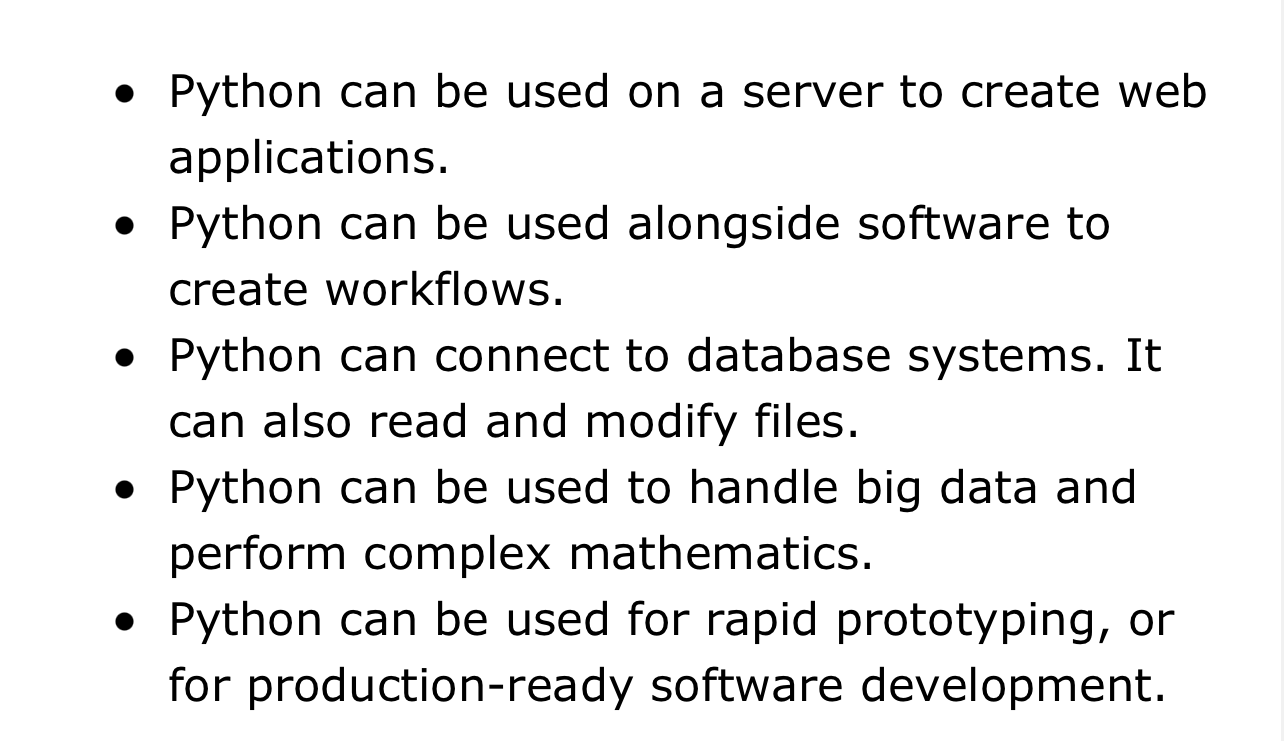 • Python can be used on a server to create web
applications.
• Python can be used alongside software to
create workflows.
• Python can connect to database systems. It
can also read and modify files.
• Python can be used to handle big data and
perform complex mathematics.
• Python can be used for rapid prototyping, or
for production-ready software development.